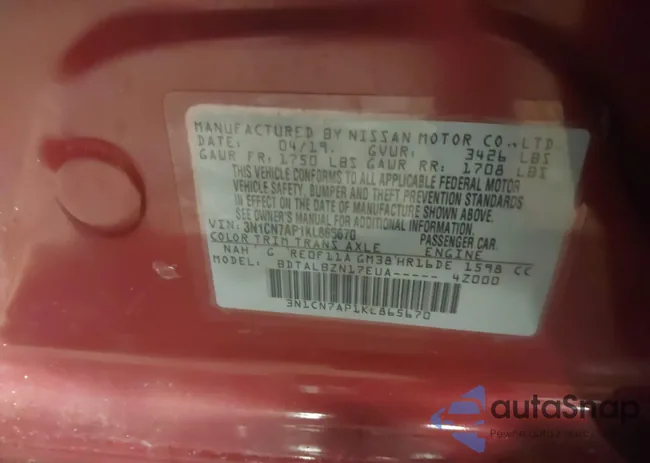 MANUFACTURED BY NISSAN MOTOR CO., LTD.
DATE: 04/19. GVWR: 3426 LBS
GAWR FR: 1750 LBS GAWR RR: 1708 LBS
THIS VEHICLE CONFORMS TO ALL APPLICABLE FEDERAL MOTOR
VEHICLE SAFETY, BUMPER AND THEFT PREVENTION STANDARDS
IN EFFECT ON THE DATE OF MANUFACTURE SHOWN ABOVE.
SEE OWNER'S MANUAL FOR ADDITIONAL INFORMATION.
VIN: 3N1CN7AP1KL865670 PASSENGER CAR.
COLOR TRIM TRANS AXLE ENGINE
NAH G RE0F11A GM38 HR16DE 1598 CC
MODEL: BDTALBZN17EUA----- 4Z000
3N1CN7AP1KL865670
autoSnap